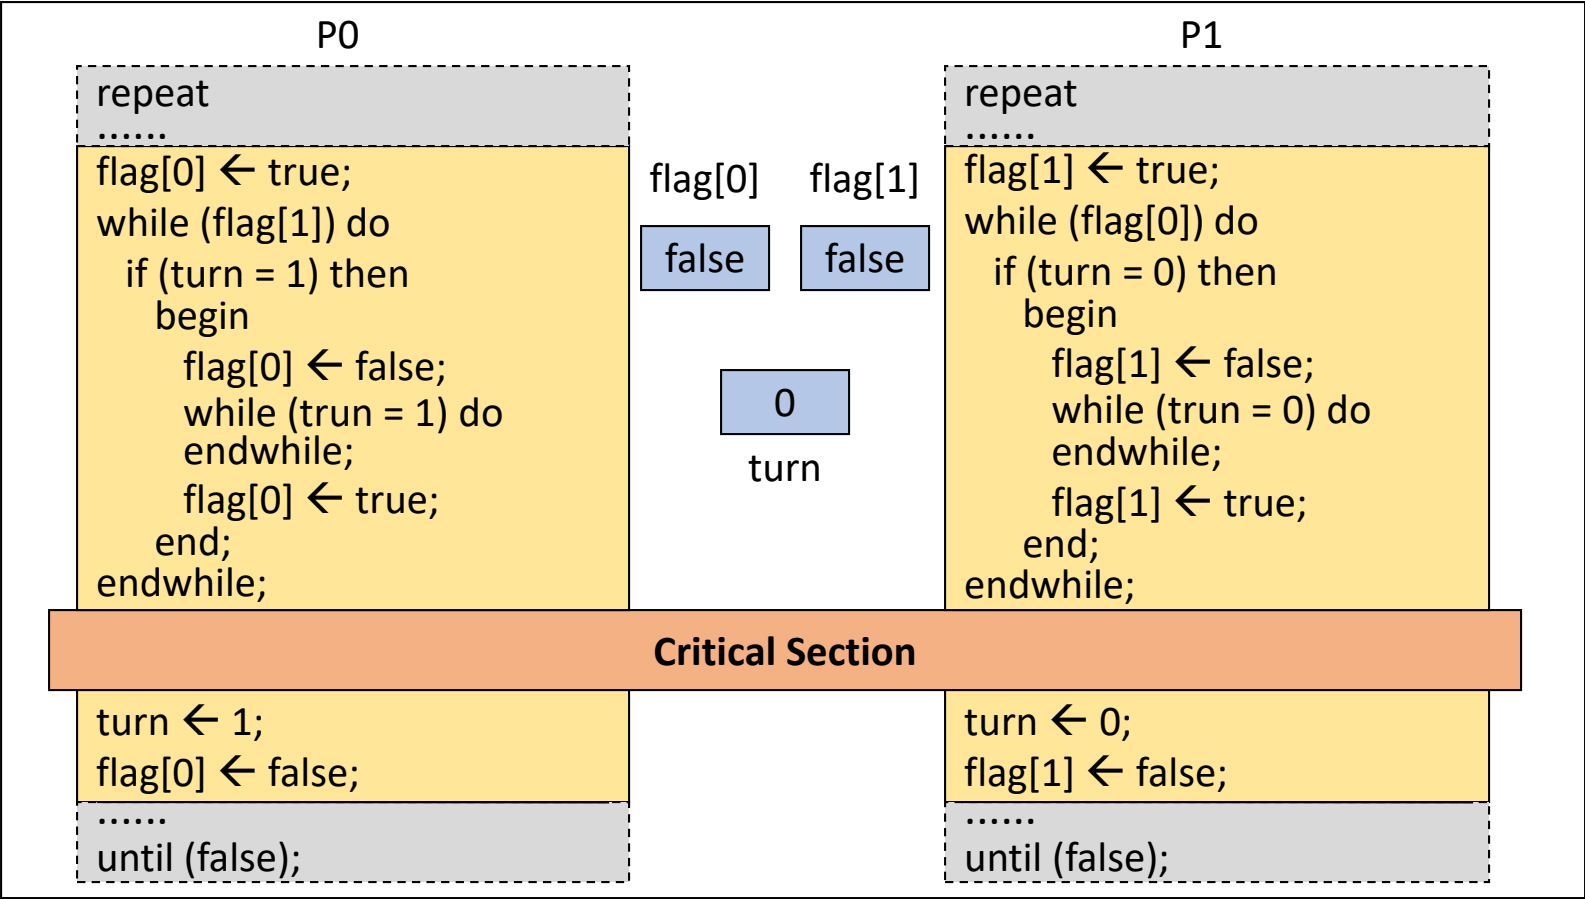 P0
repeat
......
flag[0] ← true;
while (flag[1]) do
if (turn = 1) then
begin
flag[0] ← false;
while (trun = 1) do
endwhile;
flag[0] ← true;
end;
endwhile;
flag[0] flag[1]
false false
0
turn
P1
repeat
......
flag[1] ← true;
while (flag[0]) do
if (turn = 0) then
begin
flag[1] ← false;
while (trun = 0) do
endwhile;
flag[1] ← true;
end;
endwhile;
Critical Section
turn ← 1;
flag[0] ← false;
......
until (false);
turn ← 0;
flag[1] ← false;
......
until (false);